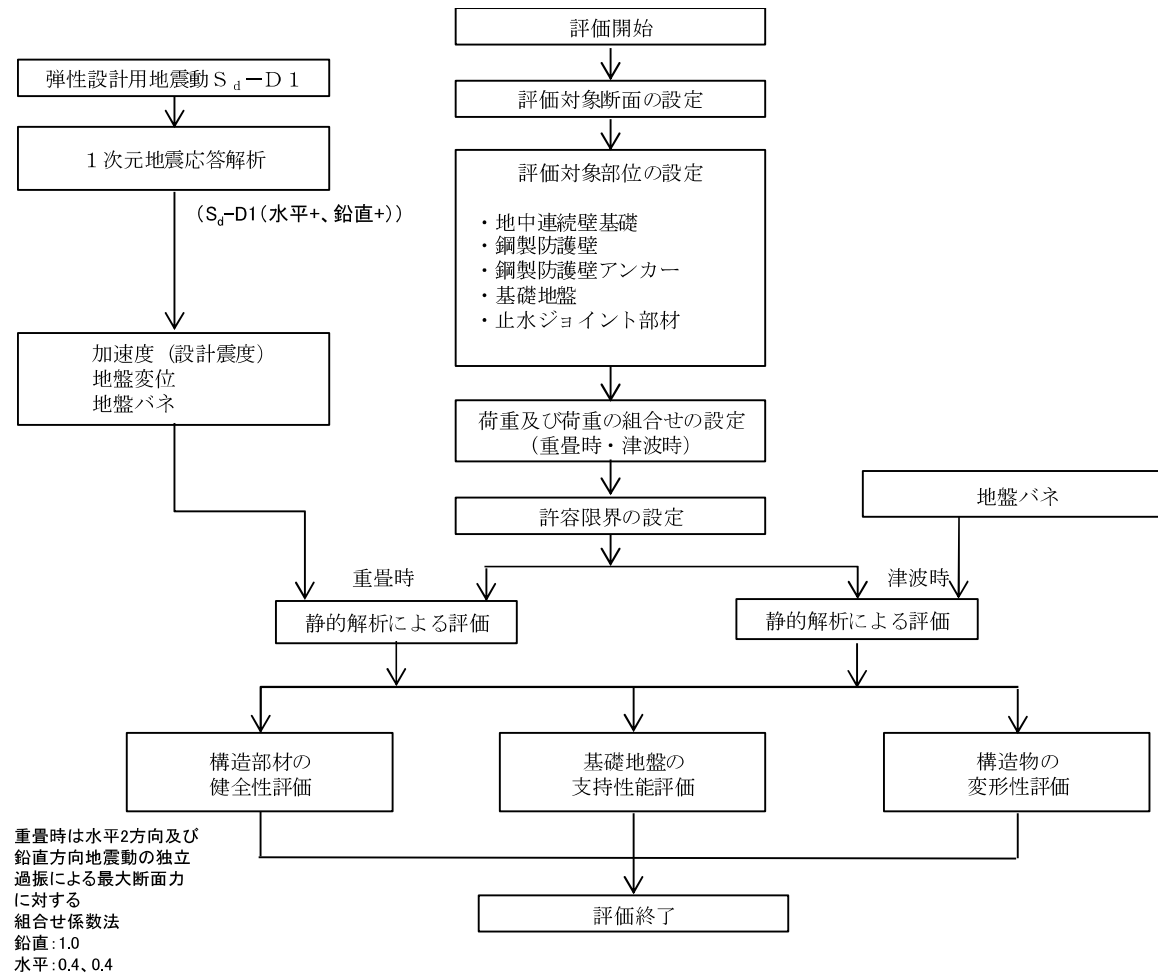 評価開始
弾性設計用地震動Sd－D1
評価対象断面の設定
1次元地震応答解析
評価対象部位の設定
・地中連続壁基礎
・鋼製防護壁
・鋼製防護壁アンカー
・基礎地盤
・止水ジョイント部材
（Sd-D1（水平+、鉛直+））
加速度（設計震度）
地盤変位
地盤バネ
荷重及び荷重の組合せの設定
（重畳時・津波時）
地盤バネ
許容限界の設定
重畳時
津波時
静的解析による評価
静的解析による評価
構造部材の
健全性評価
基礎地盤の
支持性能評価
構造物の
変形性評価
重畳時は水平2方向及び
鉛直方向地震動の独立
過振による最大断面力
に対する
組合せ係数法
鉛直：1.0
水平：0.4、0.4
評価終了